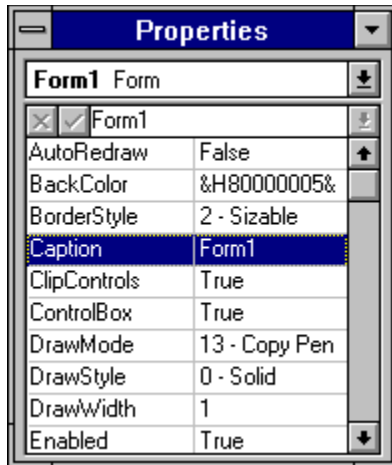 Properties
Form1 Form
Form1
AutoRedraw False
BackColor &H80000005&
BorderStyle 2 - Sizable
Caption Form1
ClipControls True
ControlBox True
DrawMode 13 - Copy Pen
DrawStyle 0 - Solid
DrawWidth 1
Enabled True